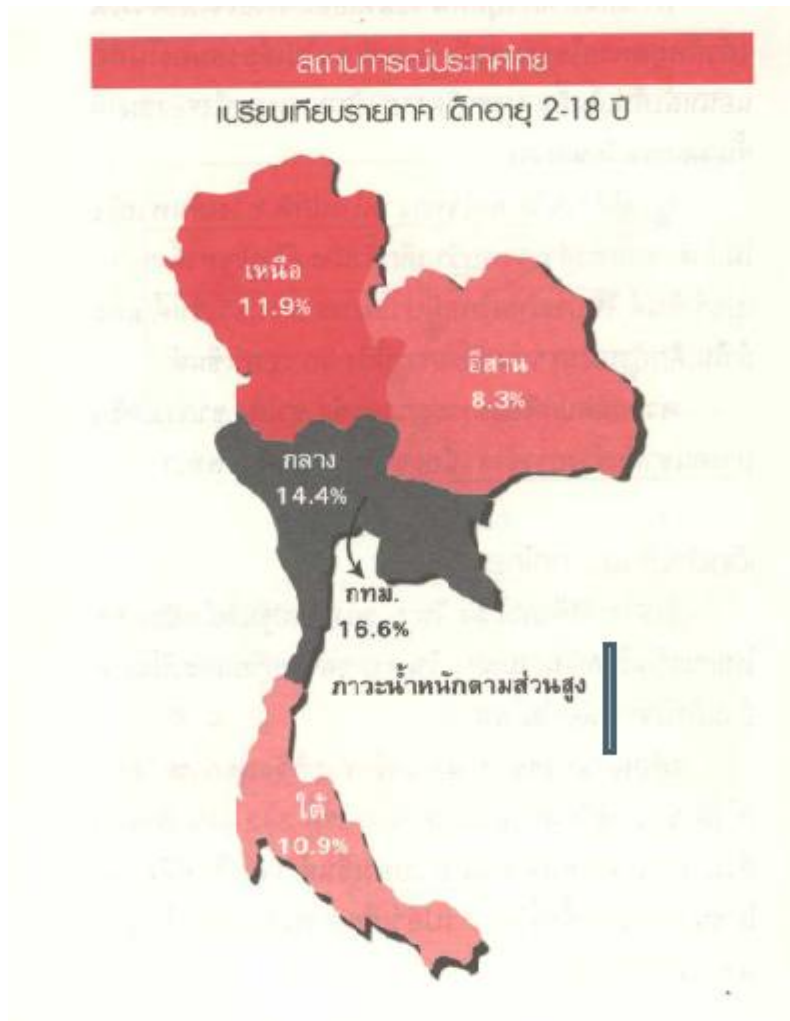 สถานการณ์ประเทศไทย
เปรียบเทียบรายภาค เด็กอายุ 2-18 ปี
เหนือ
11.9%
อีสาน
8.3%
กลาง
14.4%
กทม.
16.6%
ภาวะน้ำหนักตามส่วนสูง
ใต้
10.9%